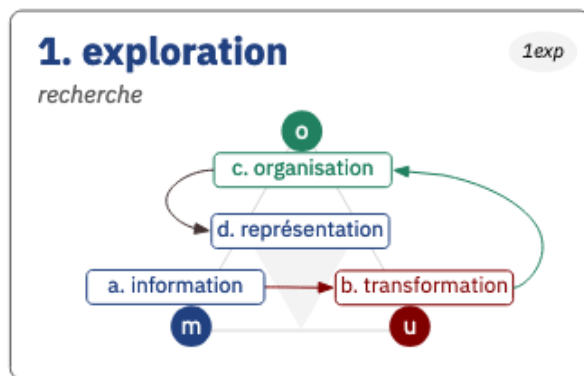 1. exploration
1exp
recherche
o
c. organisation
d. représentation
a. information
b. transformation
m
u